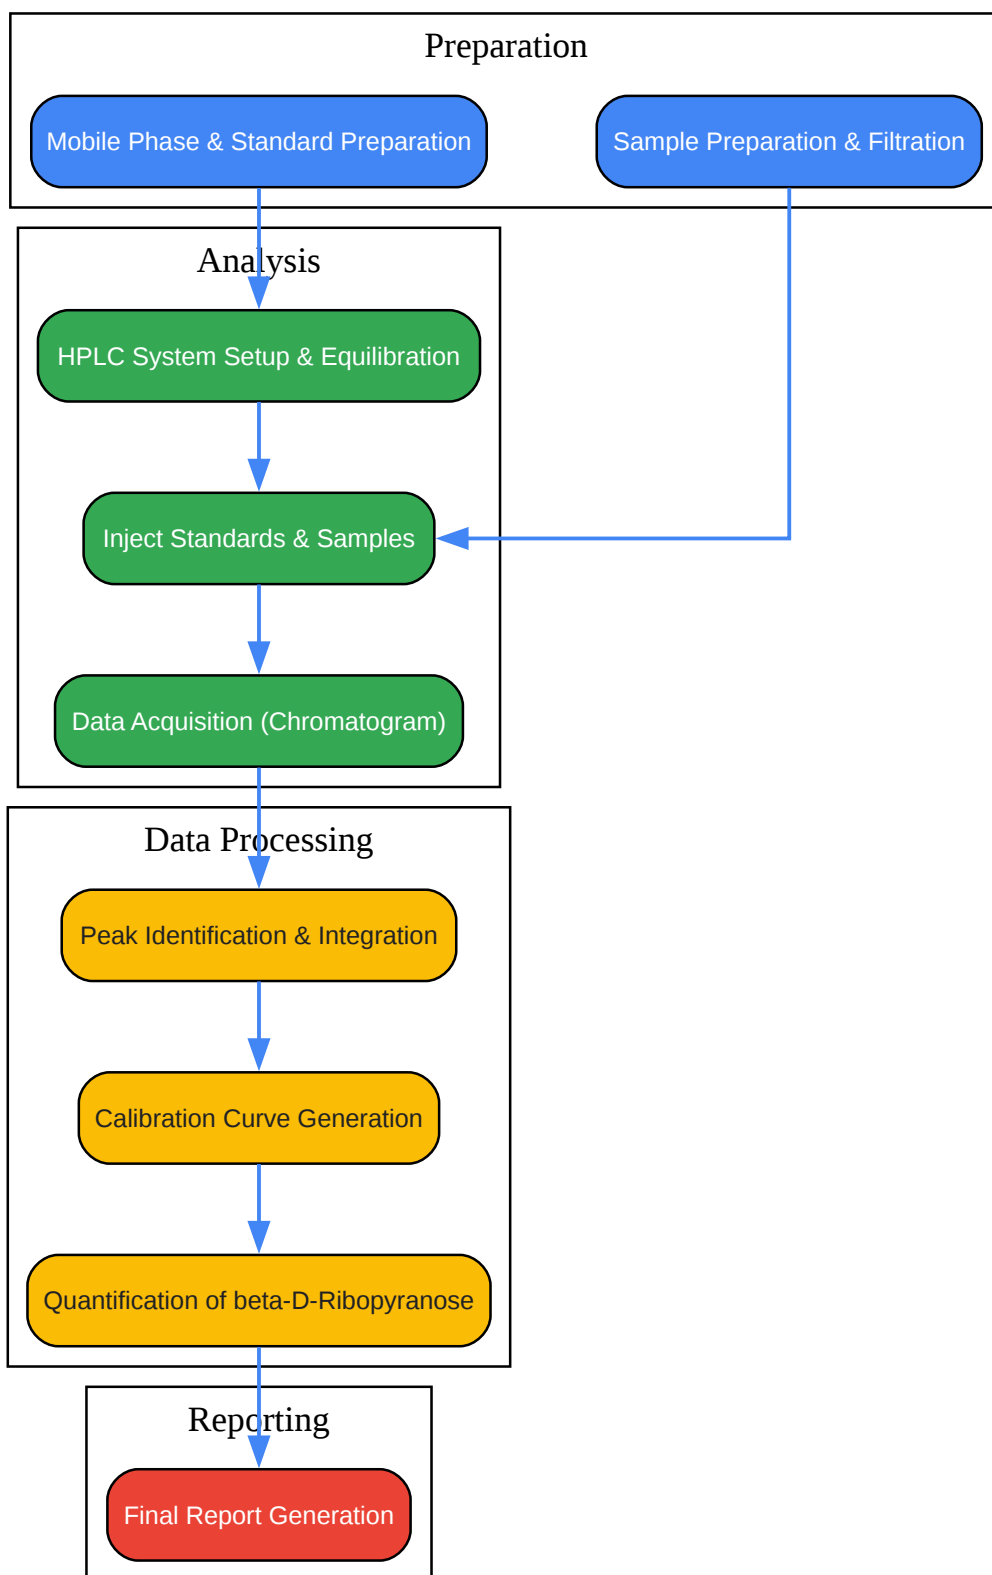 Preparation
Mobile Phase & Standard Preparation
Sample Preparation & Filtration
Analysis
HPLC System Setup & Equilibration
Inject Standards & Samples
Data Acquisition (Chromatogram)
Data Processing
Peak Identification & Integration
Calibration Curve Generation
Quantification of beta-D-Ribopyranose
Reporting
Final Report Generation